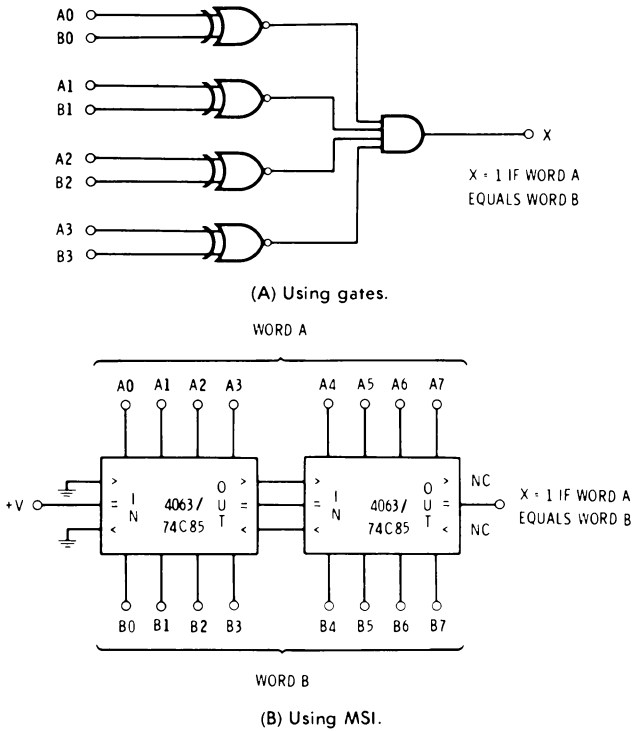 A0
B0
A1
B1
A2
B2
A3
B3
X
X = 1 IF WORD A
EQUALS WORD B
(A) Using gates.
WORD A
A0 A1 A2 A3 A4 A5 A6 A7
> I O > > I O > NC
+V = N 4063/ U = = N 4063/ U = X = 1 IF WORD A
< 74C85 T < < 74C85 T < NC EQUALS WORD B
B0 B1 B2 B3 B4 B5 B6 B7
WORD B
(B) Using MSI.